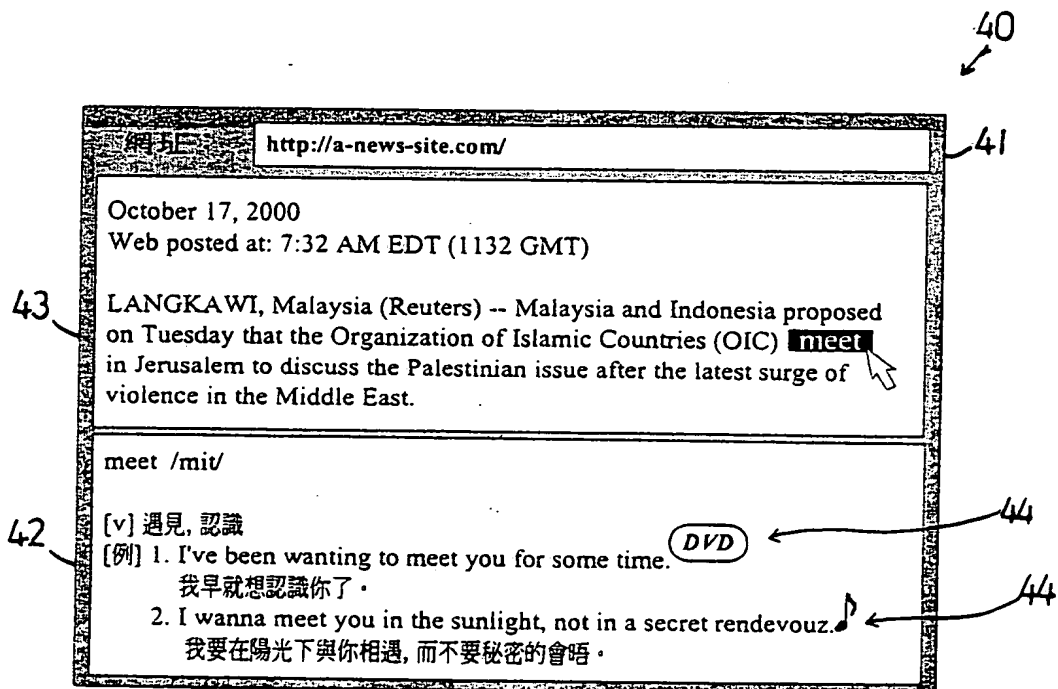 40
網址 http://a-news-site.com/ 41
October 17, 2000
Web posted at: 7:32 AM EDT (1132 GMT)
43
LANGKAWI, Malaysia (Reuters) -- Malaysia and Indonesia proposed
on Tuesday that the Organization of Islamic Countries (OIC) meet
in Jerusalem to discuss the Palestinian issue after the latest surge of
violence in the Middle East.
meet /mit/
42
[v] 遇見, 認識
[例] 1. I've been wanting to meet you for some time. DVD 44
我早就想認識你了。
2. I wanna meet you in the sunlight, not in a secret rendevouz. ♪ 44
我要在陽光下與你相遇, 而不要秘密的會晤。